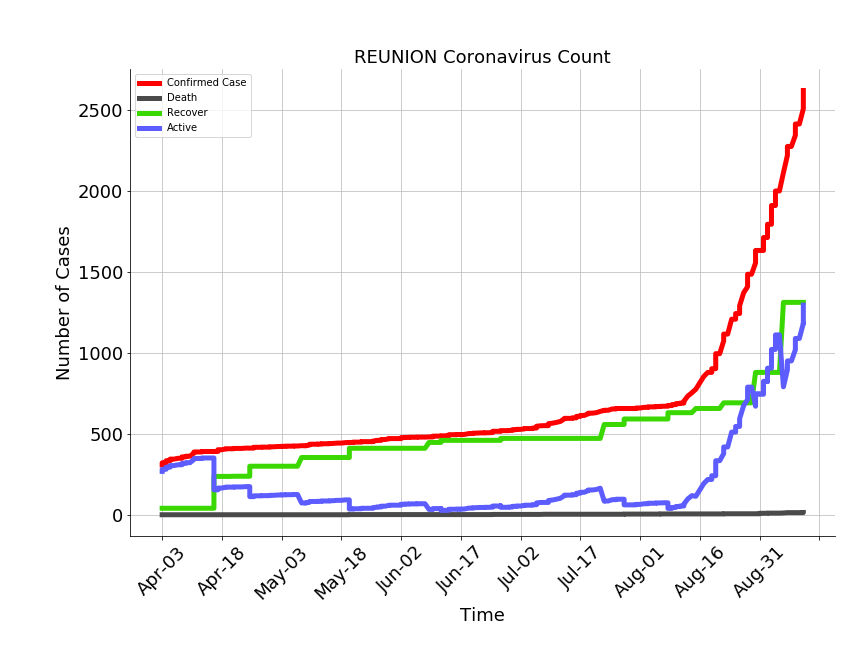 REUNION Coronavirus Count
Confirmed Case
Death
Recover
Active
Number of Cases
2500
2000
1500
1000
500
0
Apr-03
Apr-18
May-03
May-18
Jun-02
Jun-17
Jul-02
Jul-17
Aug-01
Aug-16
Aug-31
Time